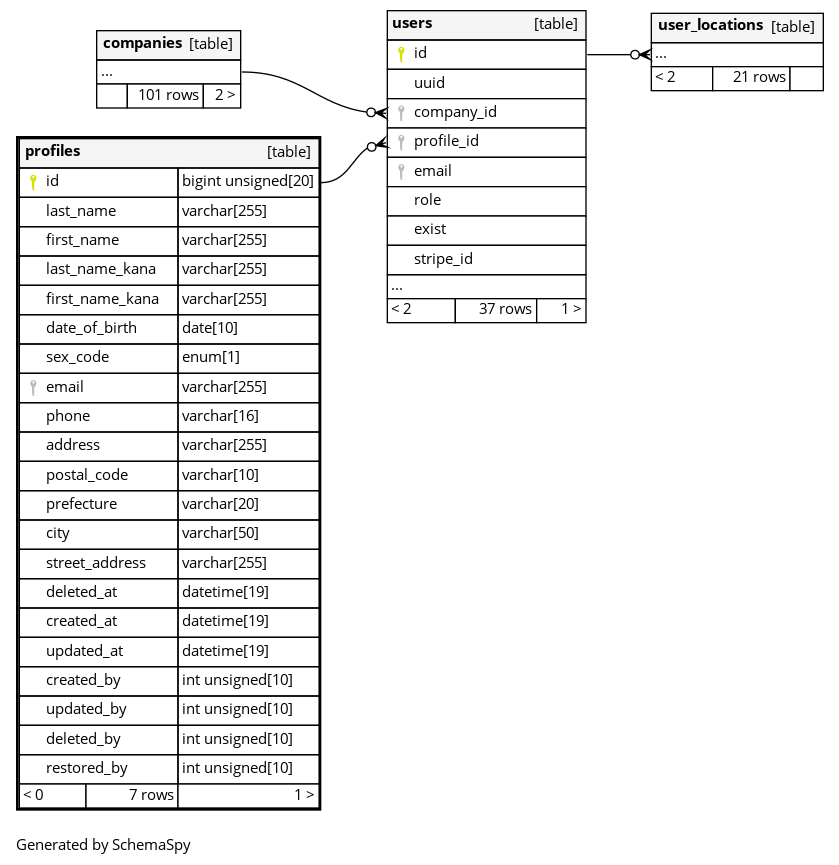 companies [table]
...
101 rows 2 >
users [table]
id
uuid
company_id
profile_id
email
role
exist
stripe_id
...
< 2 37 rows 1 >
user_locations [table]
...
< 2 21 rows
profiles [table]
id bigint unsigned[20]
last_name varchar[255]
first_name varchar[255]
last_name_kana varchar[255]
first_name_kana varchar[255]
date_of_birth date[10]
sex_code enum[1]
email varchar[255]
phone varchar[16]
address varchar[255]
postal_code varchar[10]
prefecture varchar[20]
city varchar[50]
street_address varchar[255]
deleted_at datetime[19]
created_at datetime[19]
updated_at datetime[19]
created_by int unsigned[10]
updated_by int unsigned[10]
deleted_by int unsigned[10]
restored_by int unsigned[10]
< 0 7 rows 1 >
Generated by SchemaSpy